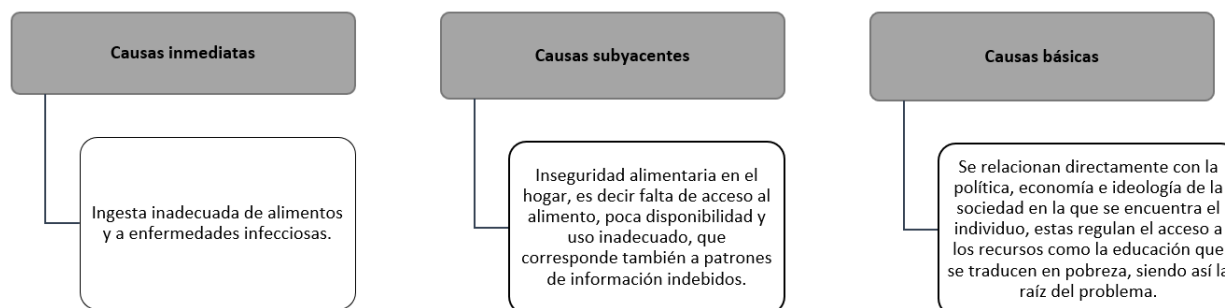 Causas inmediatas
Ingesta inadecuada de alimentos
y a enfermedades infecciosas.
Causas subyacentes
Inseguridad alimentaria en el
hogar, es decir falta de acceso al
alimento, poca disponibilidad y
uso inadecuado, que
corresponde también a patrones
de información indebidos.
Causas básicas
Se relacionan directamente con la
política, economía e ideología de la
sociedad en la que se encuentra el
individuo, estas regulan el acceso a
los recursos como la educación que
se traducen en pobreza, siendo así la
raíz del problema.